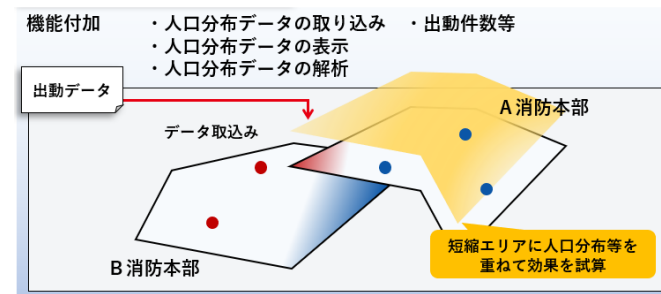 機能付加　・人口分布データの取り込み　・出動件数等
・人口分布データの表示
・人口分布データの解析
出動データ
データ取込み
A消防本部
B消防本部
短縮エリアに人口分布等を
重ねて効果を試算